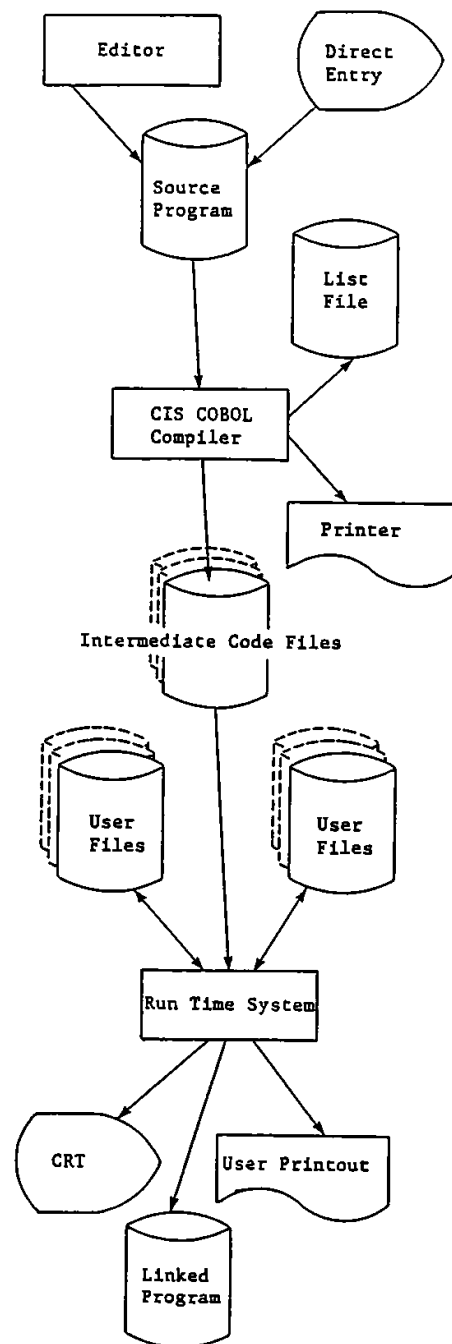 Editor
Direct
Entry
Source
Program
List
File
CIS COBOL
Compiler
Printer
Intermediate Code Files
User
Files
User
Files
Run Time System
CRT
User Printout
Linked
Program